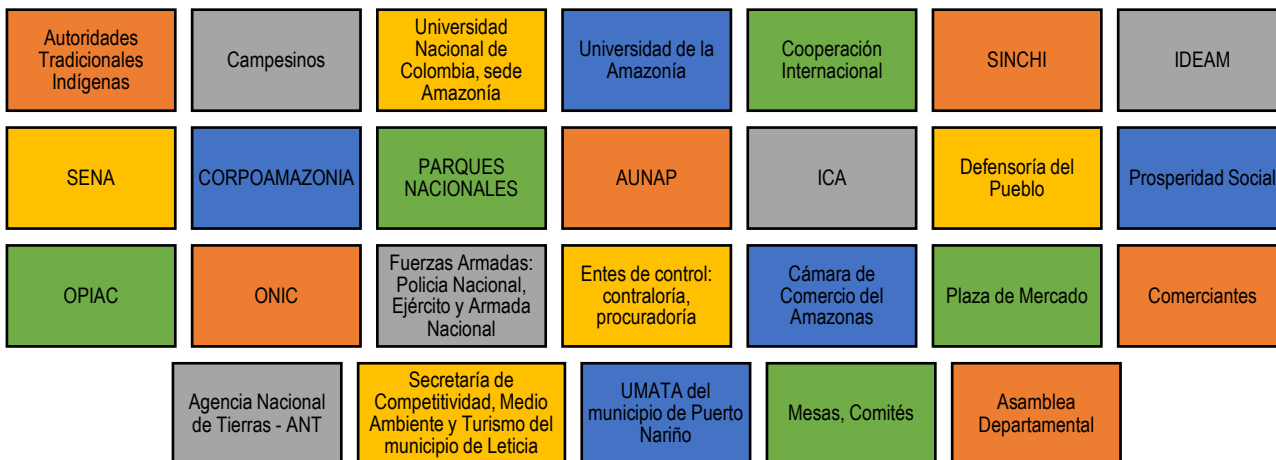 Autoridades
Tradicionales
Indígenas
Campesinos
Universidad
Nacional de
Colombia, sede
Amazonía
Universidad de la
Amazonía
Cooperación
Internacional
SINCHI
IDEAM
SENA
CORPOAMAZONIA
PARQUES
NACIONALES
AUNAP
ICA
Defensoría del
Pueblo
Prosperidad Social
OPIAC
ONIC
Fuerzas Armadas:
Policia Nacional,
Ejército y Armada
Nacional
Entes de control:
contraloría,
procuradoría
Cámara de
Comercio del
Amazonas
Plaza de Mercado
Comerciantes
Agencia Nacional
de Tierras - ANT
Secretaría de
Competitividad, Medio
Ambiente y Turismo del
municipio de Leticia
UMATA del
municipio de Puerto
Nariño
Mesas, Comités
Asamblea
Departamental